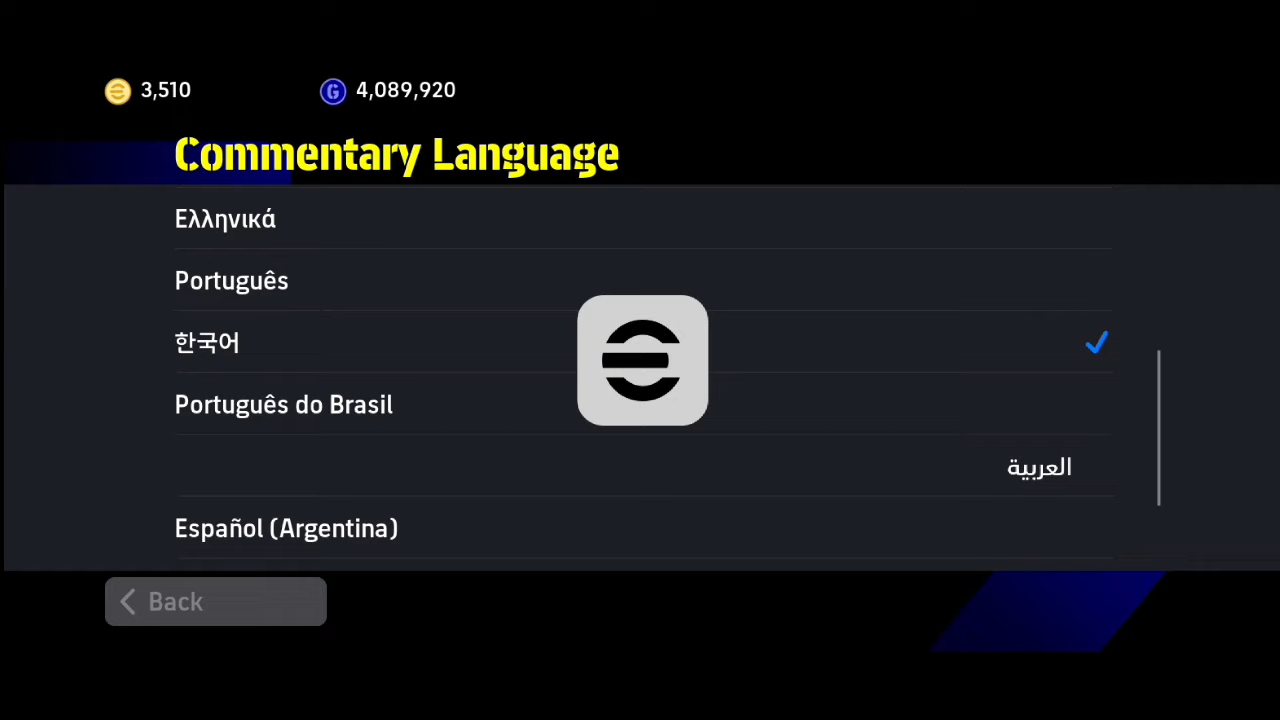 3,510
4,089,920
Commentary Language
Ελληνικά
Português
한국어
Português do Brasil
العربية
Español (Argentina)
Back